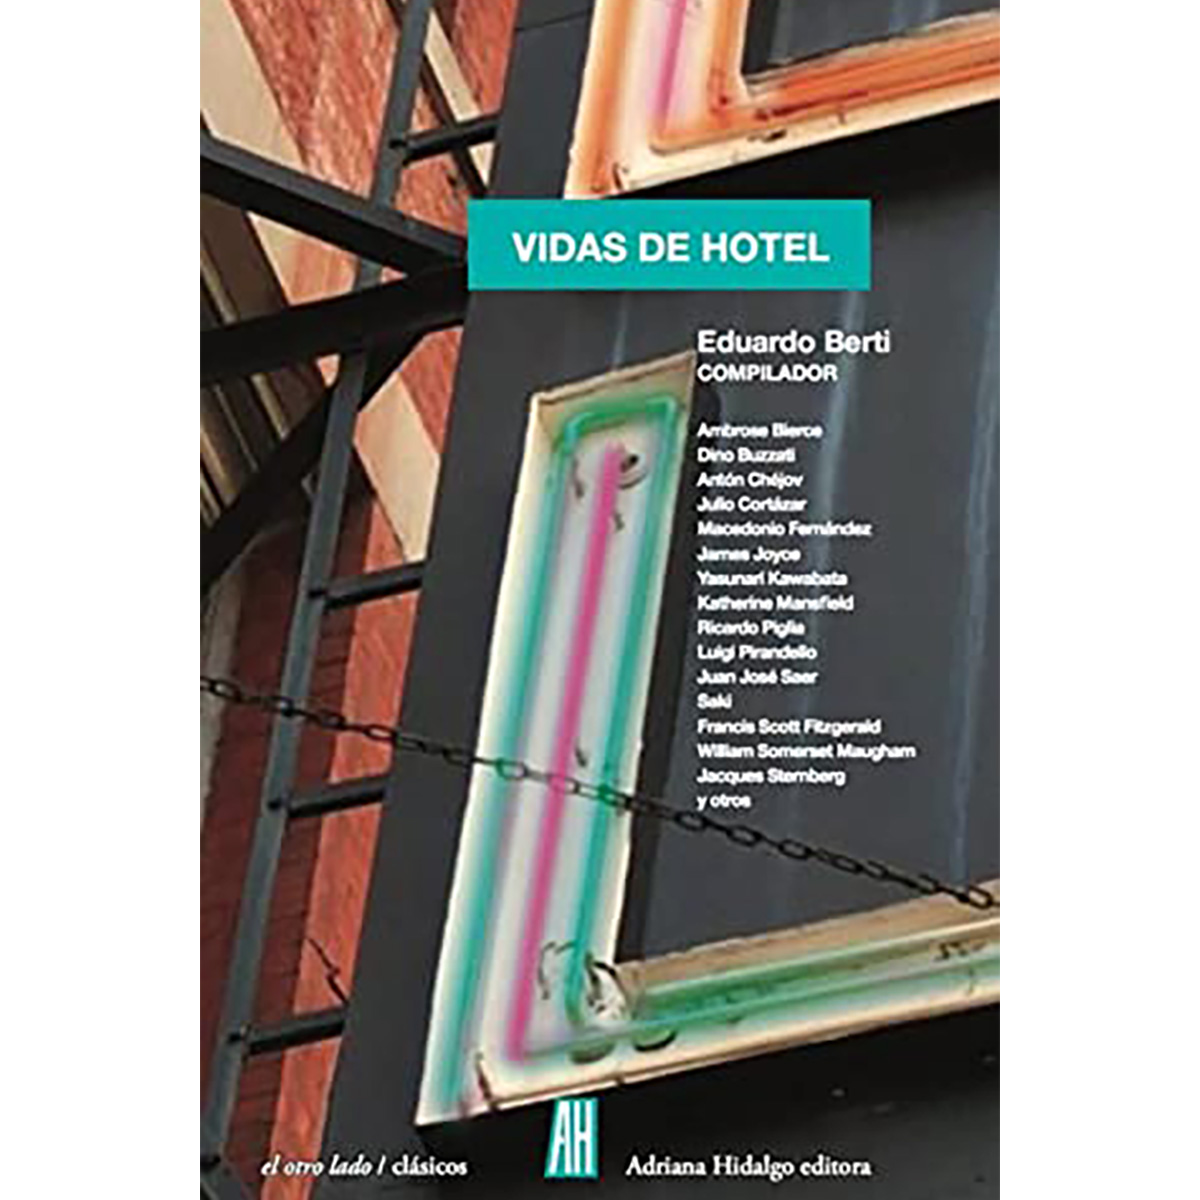 VIDAS DE HOTEL
Eduardo Berti
COMPILADOR
Ambrose Bierce
Dino Buzzati
Antón Chéjov
Julio Cortázar
Macedonio Fernández
James Joyce
Yasunari Kawabata
Katherine Mansfield
Ricardo Piglia
Luigi Pirandello
Juan José Saer
Saki
Francis Scott Fitzgerald
William Somerset Maugham
Jacques Sternberg
y otros
el otro lado / clásicos
AH
Adriana Hidalgo editora